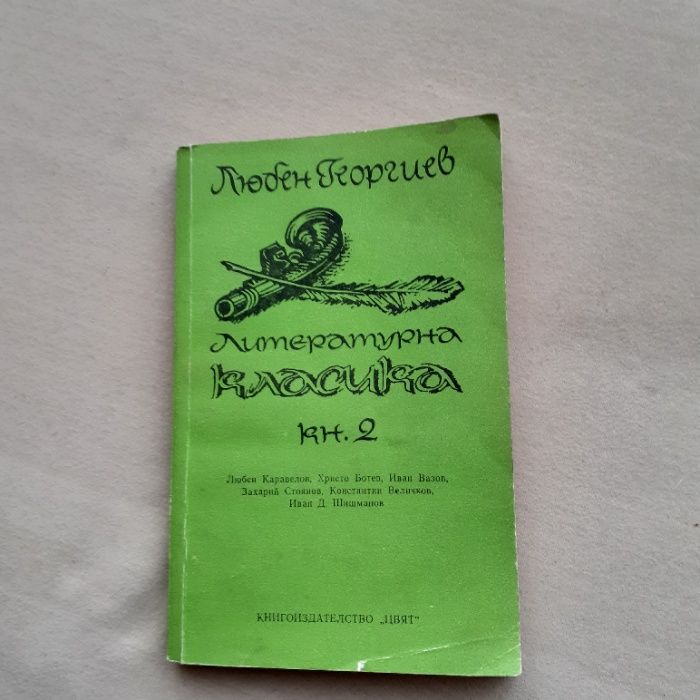 Любен Георгиев
Литературна
класика
кн. 2
Любен Каравелов, Христо Ботев, Иван Вазов,
Захарий Стоянов, Константин Величков,
Иван Д. Шишманов
КНИГОИЗДАТЕЛСТВО „ЦВЯТ“